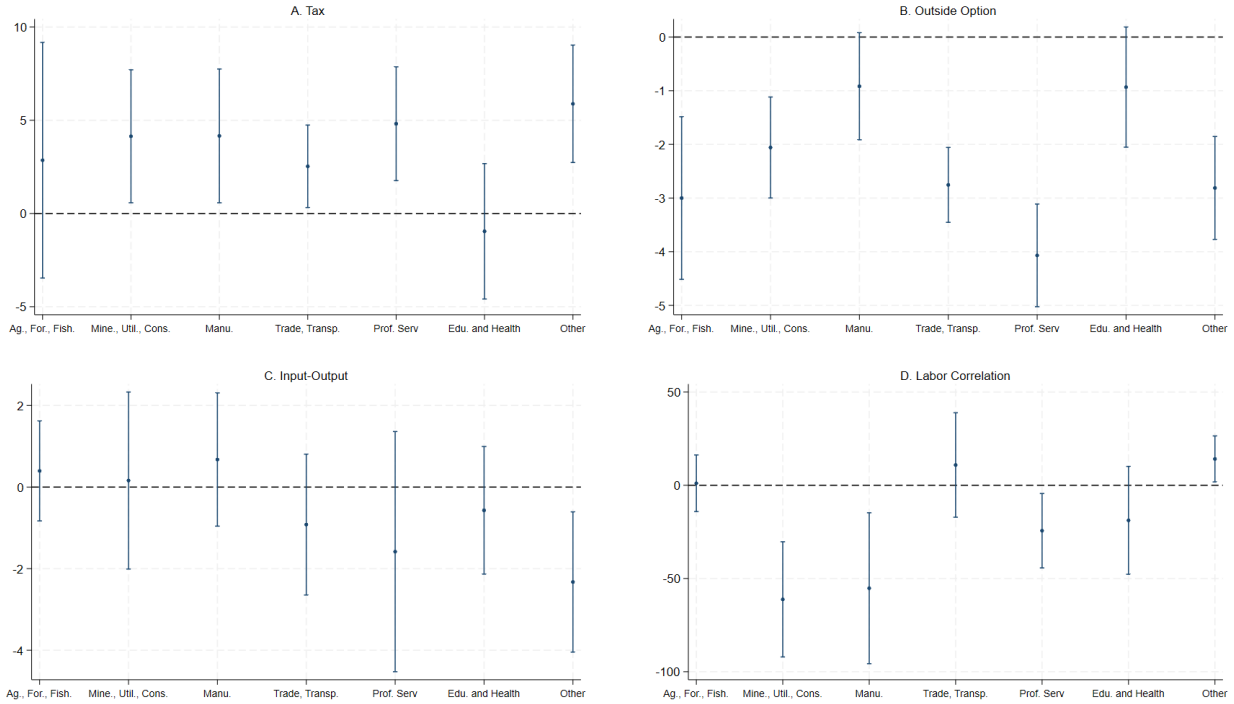 A. Tax
10
5
0
-5
Ag., For., Fish. Mine., Util., Cons. Manu. Trade, Transp. Prof. Serv Edu. and Health Other
B. Outside Option
0
-1
-2
-3
-4
-5
Ag., For., Fish. Mine., Util., Cons. Manu. Trade, Transp. Prof. Serv Edu. and Health Other
C. Input-Output
2
0
-2
-4
Ag., For., Fish. Mine., Util., Cons. Manu. Trade, Transp. Prof. Serv Edu. and Health Other
D. Labor Correlation
50
0
-50
-100
Ag., For., Fish. Mine., Util., Cons. Manu. Trade, Transp. Prof. Serv Edu. and Health Other